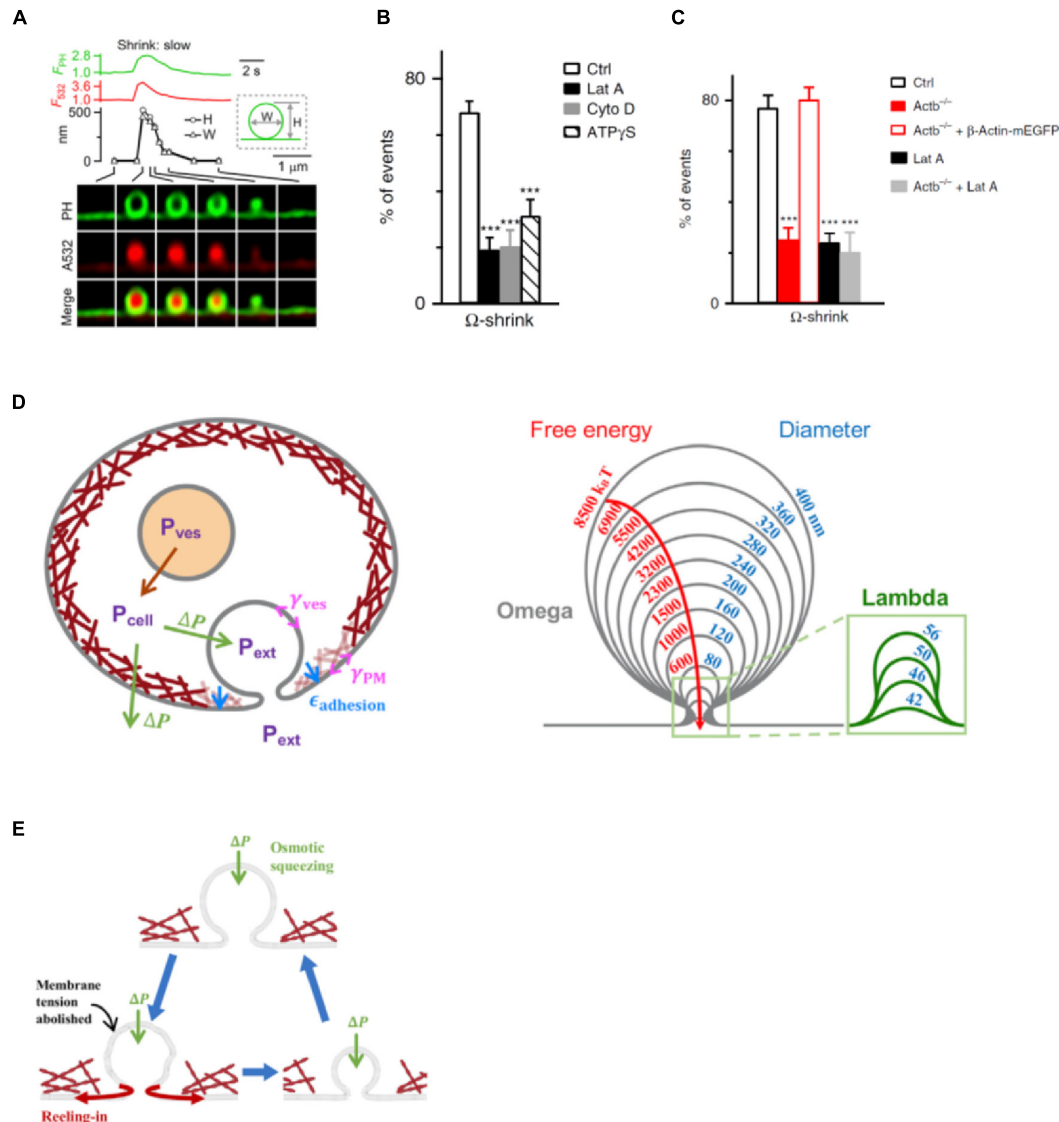 A
Shrink: slow
F_PH
2.8
1.0
2 s
F_532
3.6
1.0
500
nm
0
H
W
W
H
1 μm
PH
A532
Merge
B
80
0
% of events
Ctrl
Lat A
Cyto D
ATPγS
***
***
***
Ω-shrink
C
80
0
% of events
Ctrl
Actb⁻/⁻
Actb⁻/⁻ + β-Actin-mEGFP
Lat A
Actb⁻/⁻ + Lat A
***
***
***
Ω-shrink
D
P_ves
P_cell
ΔP
P_ext
γ_ves
γ_PM
ϵ_adhesion
ΔP
P_ext
Free energy
Diameter
8500 k_BT
6900
5500
4200
3200
2300
1500
1000
600
400 nm
360
320
280
240
200
160
120
80
Omega
Lambda
56
50
46
42
E
ΔP
Osmotic
squeezing
Membrane
tension
abolished
ΔP
ΔP
Reeling-in